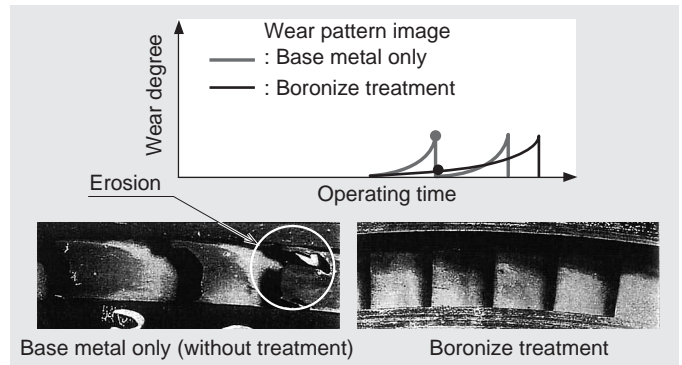 Wear pattern image
: Base metal only
: Boronize treatment
Wear degree
Operating time
Erosion
Base metal only (without treatment)
Boronize treatment